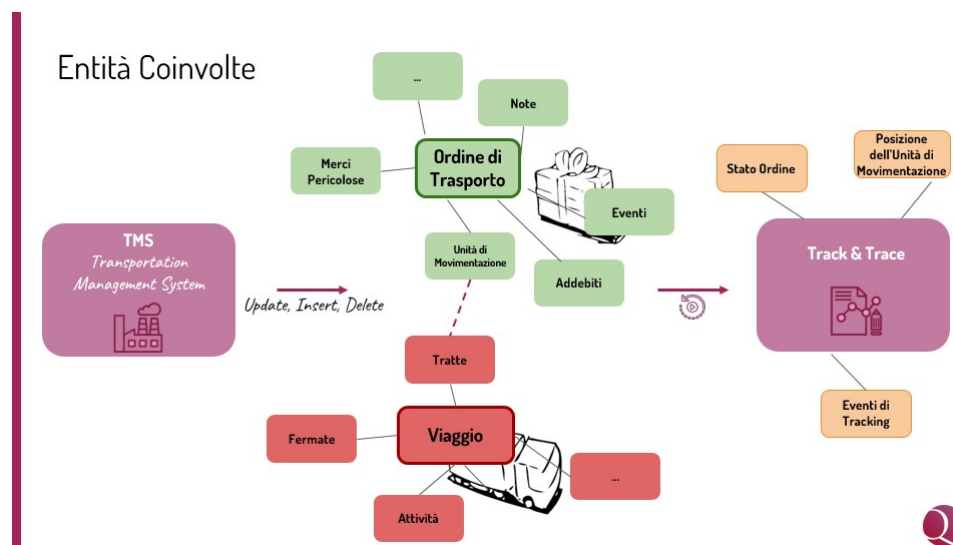 Entità Coinvolte
...
Note
Ordine di
Trasporto
Merci
Pericolose
Eventi
Unità di
Movimentazione
Addebiti
TMS
Transportation
Management System
Update, Insert, Delete
Tratte
Fermate
Viaggio
...
Attività
Stato Ordine
Posizione
dell'Unità di
Movimentazione
Track & Trace
Eventi di
Tracking
Q